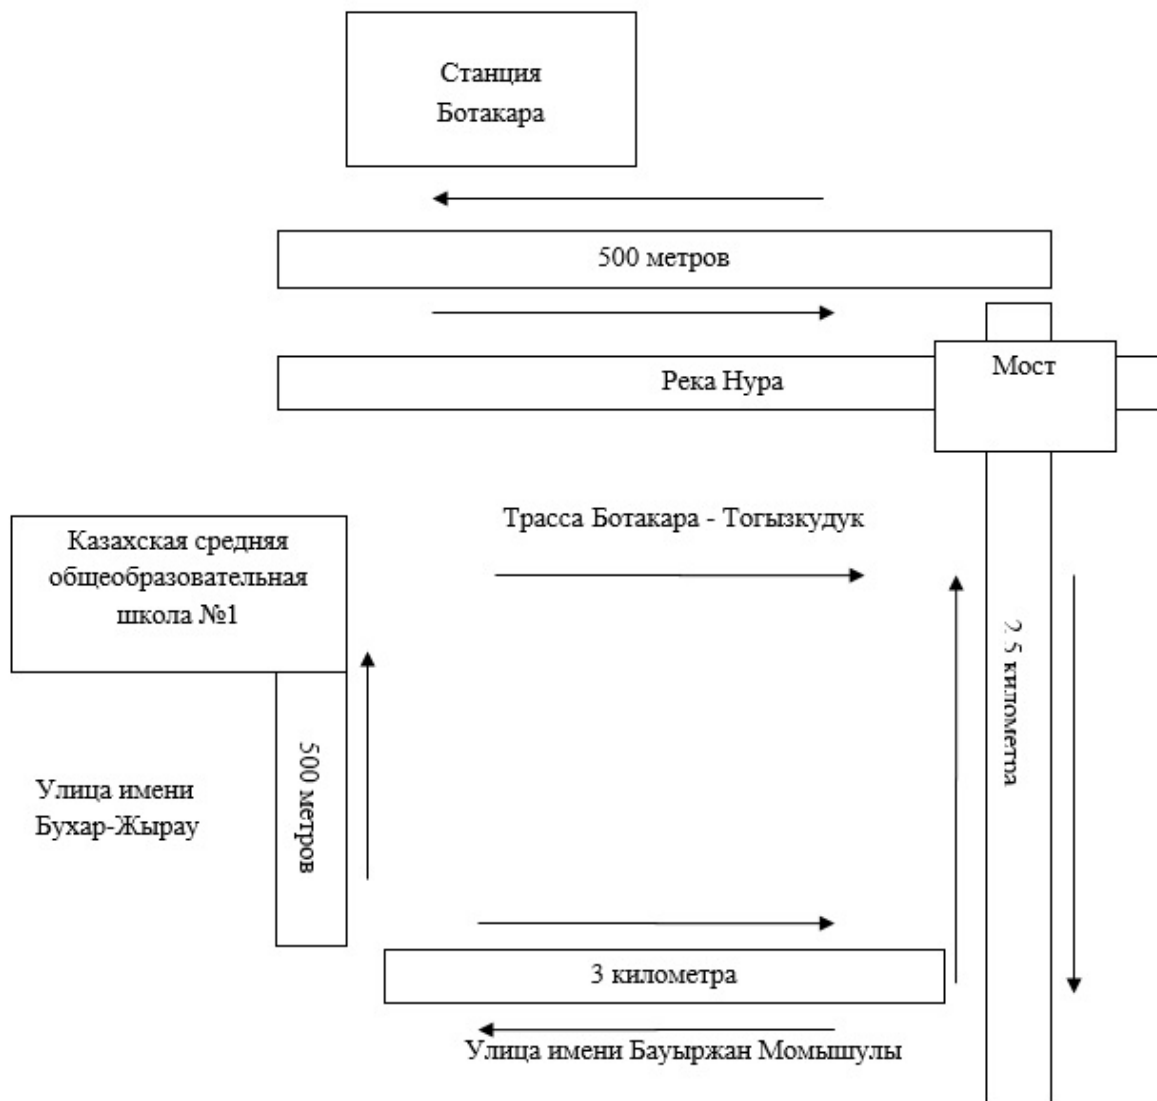 Станция
Ботакара
500 метров
Река Нура
Мост
Трасса Ботакара - Тогызкудук
Казахская средняя
общеобразовательная
школа №1
2.5 километра
500 метров
Улица имени
Бухар-Жырау
3 километра
Улица имени Бауыржан Момышулы